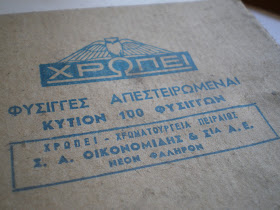 ΧΡΩΠΕΙ
ΦΥΣΙΓΓΕΣ ΑΠΕΣΤΕΙΡΩΜΕΝΑΙ
ΚΥΤΙΟΝ 100 ΦΥΣΙΓΓΩΝ
ΧΡΩΠΕΙ - ΧΡΩΜΑΤΟΥΡΓΕΙΑ ΠΕΙΡΑΙΩΣ
Σ. Α. ΟΙΚΟΝΟΜΙΔΗΣ & ΣΙΑ Α.Ε.
ΝΕΟΝ ΦΑΛΗΡΟΝ